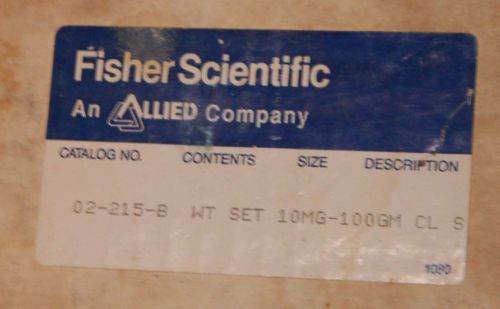 Fisher Scientific
An ALLIED Company
CATALOG NO. CONTENTS SIZE DESCRIPTION
02-215-B WT SET 10MG-100GM CL S
1080